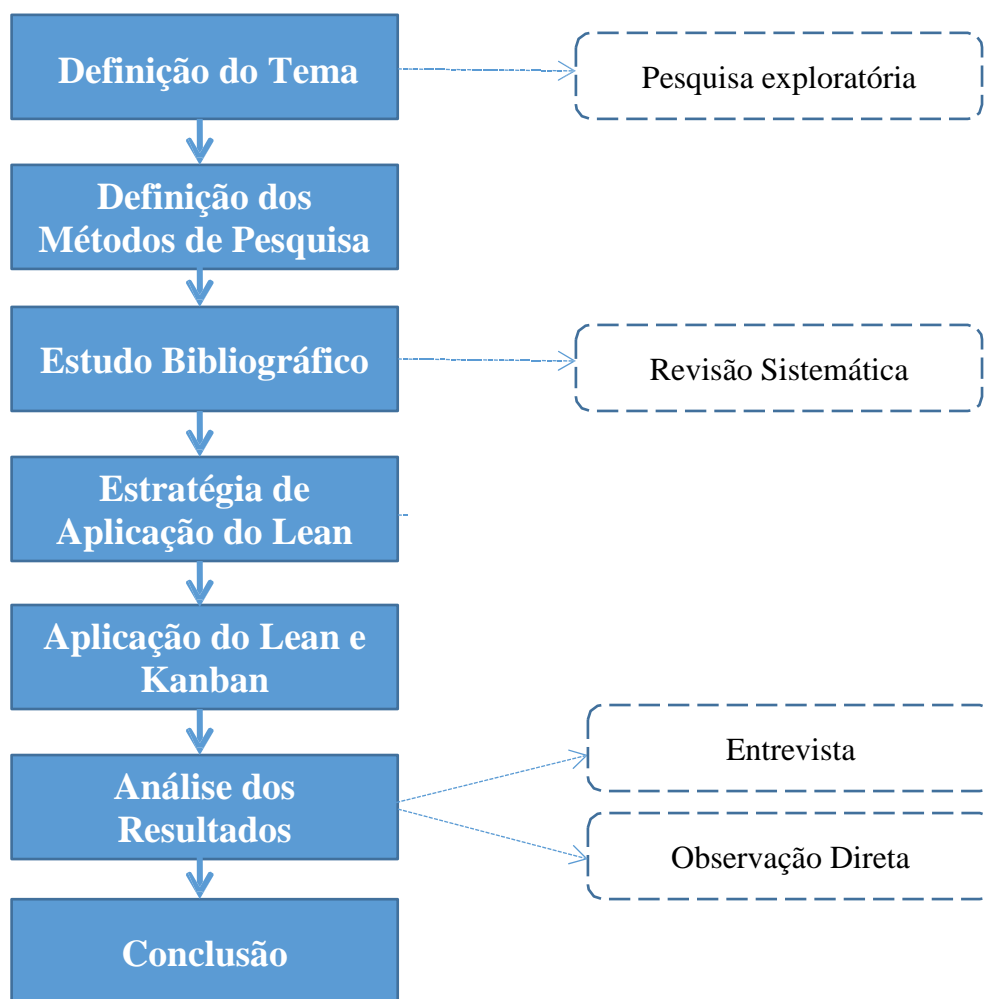 Definição do Tema
Pesquisa exploratória
Definição dos
Métodos de Pesquisa
Estudo Bibliográfico
Revisão Sistemática
Estratégia de
Aplicação do Lean
Aplicação do Lean e
Kanban
Análise dos
Resultados
Entrevista
Observação Direta
Conclusão